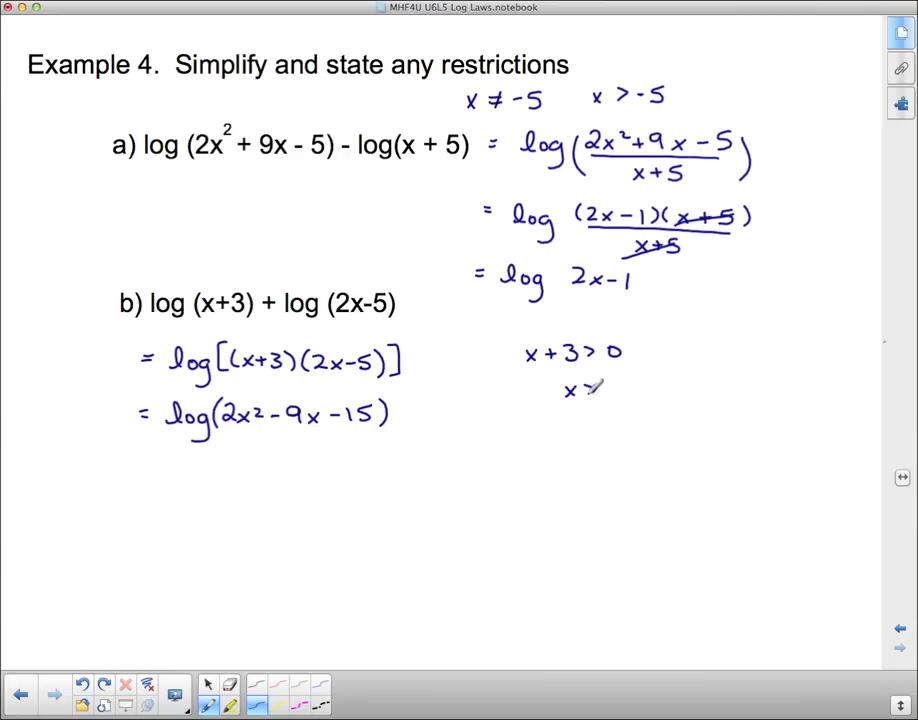 MHF4U U6L5 Log Laws.notebook
Example 4. Simplify and state any restrictions
x ≠ -5 x > -5
a) log (2x² + 9x - 5) - log(x + 5) = log((2x²+9x-5)/(x+5))
= log (2x-1)(x+5)/(x+5)
= log 2x-1
b) log (x+3) + log (2x-5)
= log[(x+3)(2x-5)]
= log(2x²-9x-15)
x+3>0
x >